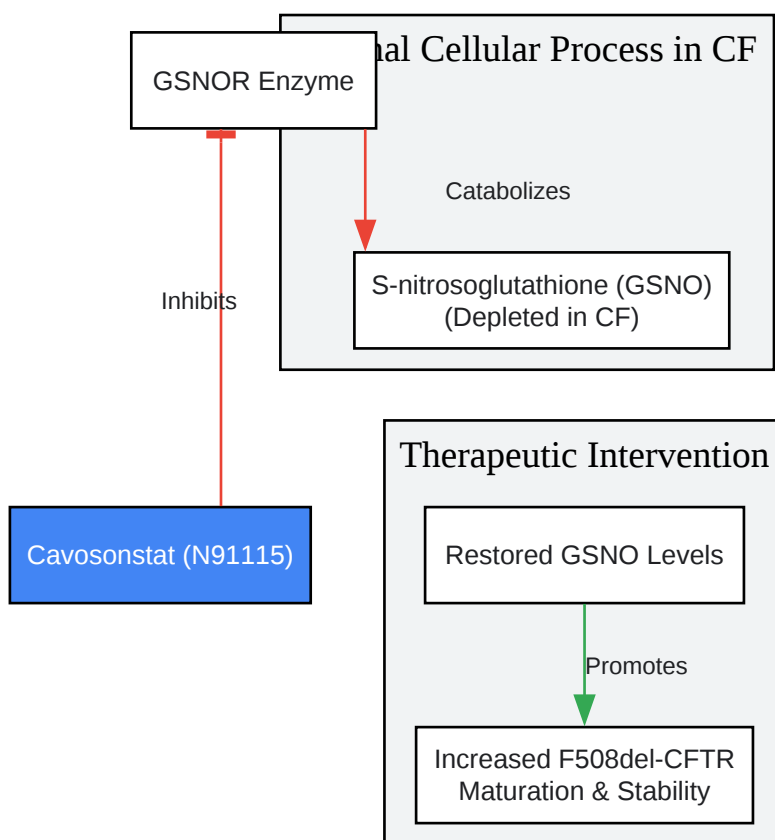 GSNOR Enzyme
Cellular Process in CF
Catabolizes
S-nitrosoglutathione (GSNO)
(Depleted in CF)
Inhibits
Therapeutic Intervention
Cavosonstat (N91115)
Restored GSNO Levels
Promotes
Increased F508del-CFTR
Maturation & Stability